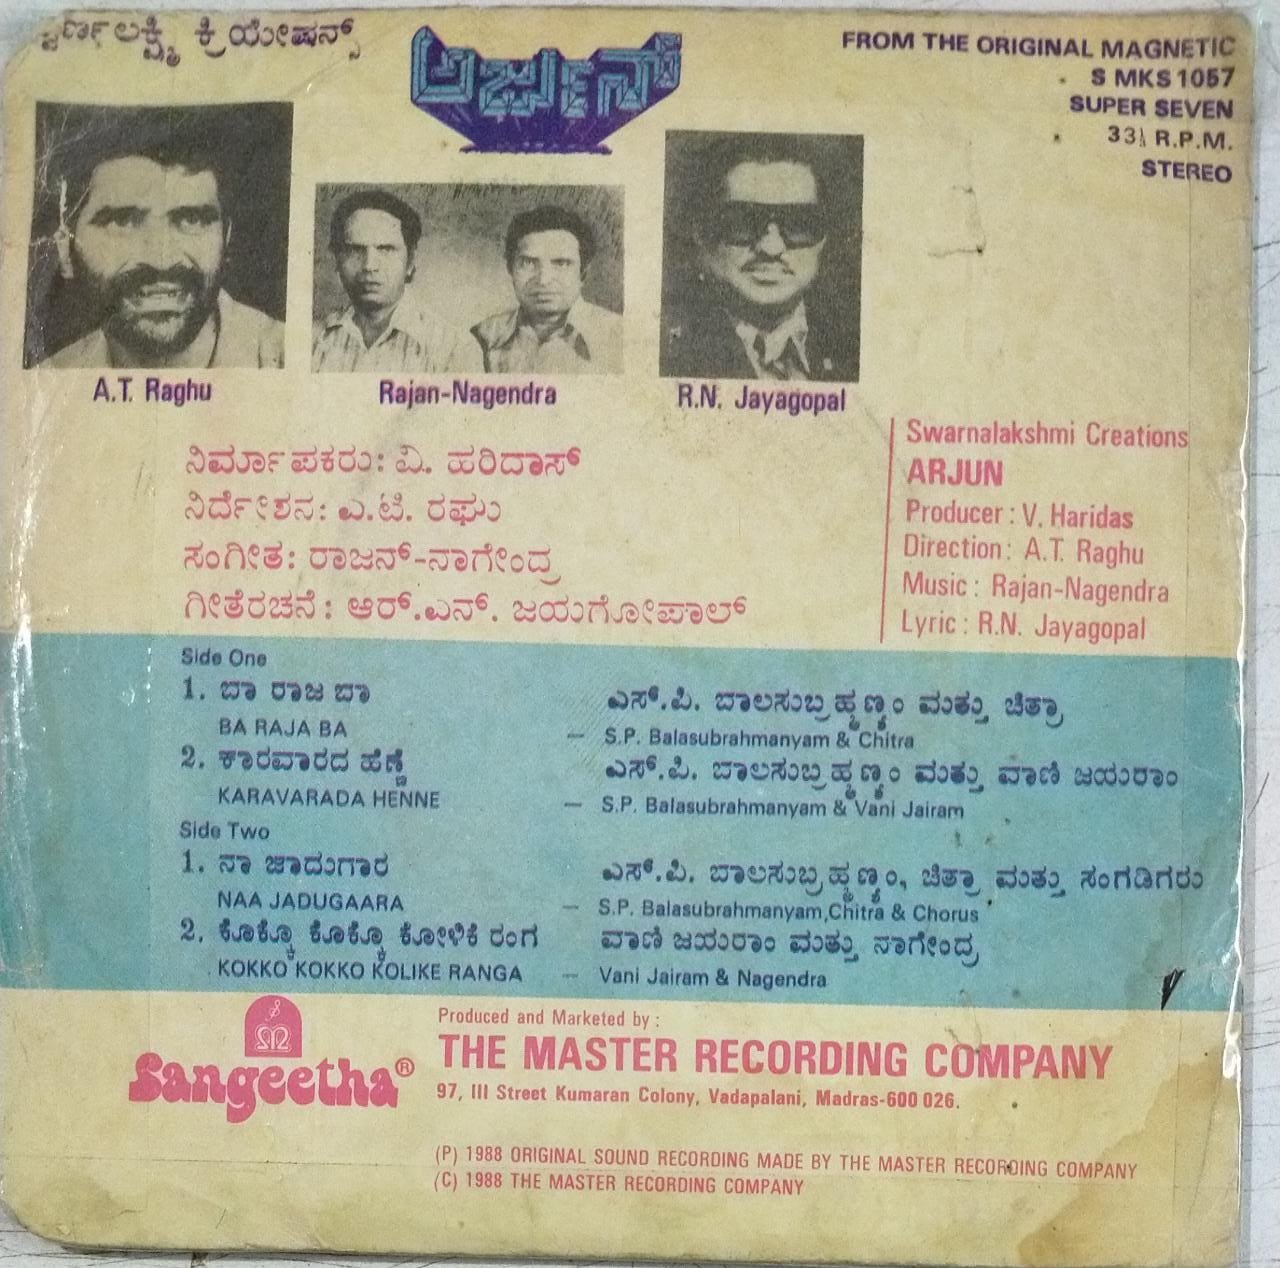 ಸ್ವರ್ಣಲಕ್ಷ್ಮಿ ಕ್ರಿಯೇಷನ್ಸ್
ಅರ್ಜುನ್
FROM THE ORIGINAL MAGNETIC
S MKS 1057
SUPER SEVEN
33⅓ R.P.M.
STEREO
A.T. Raghu
Rajan-Nagendra
R.N. Jayagopal
ನಿರ್ಮಾಪಕರು: ವಿ. ಹರಿದಾಸ್
ನಿರ್ದೇಶನ: ಎ.ಟಿ. ರಘು
ಸಂಗೀತ: ರಾಜನ್-ನಾಗೇಂದ್ರ
ಗೀತೆರಚನೆ: ಆರ್.ಎನ್. ಜಯಗೋಪಾಲ್
Swarnalakshmi Creations
ARJUN
Producer : V. Haridas
Direction : A.T. Raghu
Music : Rajan-Nagendra
Lyric : R.N. Jayagopal
Side One
1. ಬಾ ರಾಜ ಬಾ ಎಸ್.ಪಿ. ಬಾಲಸುಬ್ರಹ್ಮಣ್ಯಂ ಮತ್ತು ಚಿತ್ರಾ
BA RAJA BA — S.P. Balasubrahmanyam & Chitra
2. ಕಾರವಾರದ ಹೆಣ್ಣೆ ಎಸ್.ಪಿ. ಬಾಲಸುಬ್ರಹ್ಮಣ್ಯಂ ಮತ್ತು ವಾಣಿ ಜಯರಾಂ
KARAVARADA HENNE — S.P. Balasubrahmanyam & Vani Jairam
Side Two
1. ನಾ ಜಾದುಗಾರ ಎಸ್.ಪಿ. ಬಾಲಸುಬ್ರಹ್ಮಣ್ಯಂ, ಚಿತ್ರಾ ಮತ್ತು ಸಂಗಡಿಗರು
NAA JADUGAARA — S.P. Balasubrahmanyam,Chitra & Chorus
2. ಕೊಕ್ಕೊ ಕೊಕ್ಕೊ ಕೋಳಿಕೆ ರಂಗ ವಾಣಿ ಜಯರಾಂ ಮತ್ತು ನಾಗೇಂದ್ರ
KOKKO KOKKO KOLIKE RANGA — Vani Jairam & Nagendra
Sangeetha®
Produced and Marketed by :
THE MASTER RECORDING COMPANY
97, III Street Kumaran Colony, Vadapalani, Madras-600 026.
(P) 1988 ORIGINAL SOUND RECORDING MADE BY THE MASTER RECORDING COMPANY
(C) 1988 THE MASTER RECORDING COMPANY